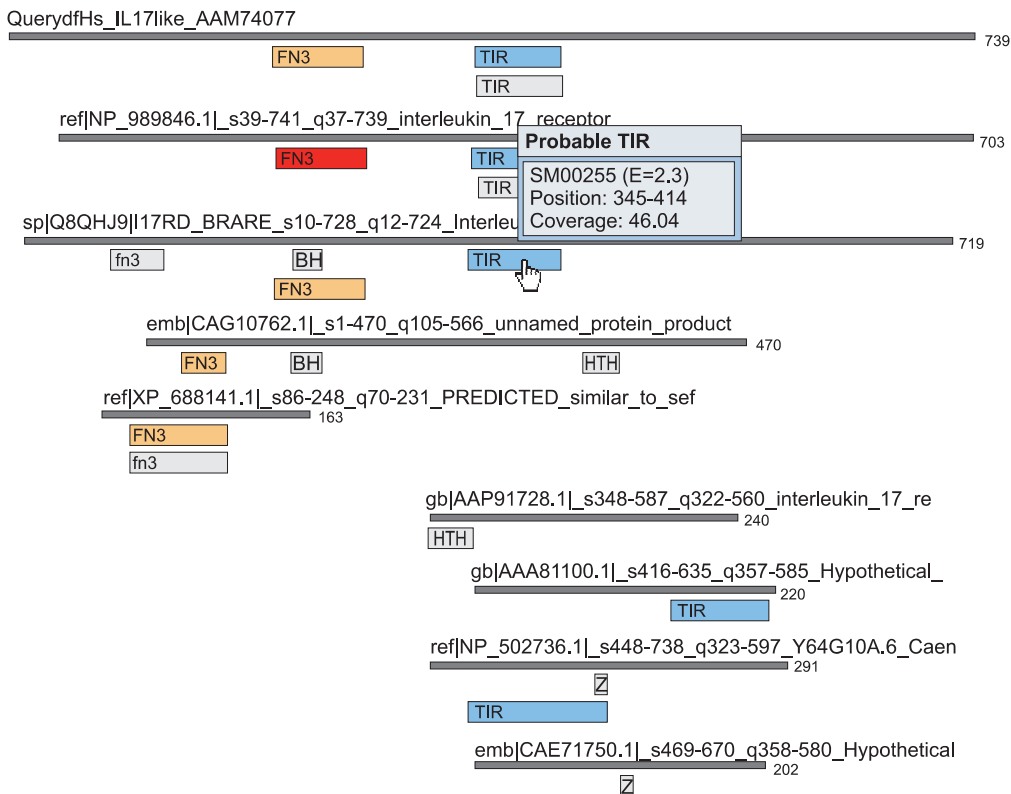 QuerydfHs_IL17like_AAM74077
739
FN3 TIR
TIR
ref|NP_989846.1|_s39-741_q37-739_interleukin_17_receptor
703
FN3 TIR
TIR
Probable TIR
SM00255 (E=2.3)
Position: 345-414
Coverage: 46.04
sp|Q8QHJ9|I17RD_BRARE_s10-728_q12-724_Interleu
719
fn3 BH TIR
FN3
emb|CAG10762.1|_s1-470_q105-566_unnamed_protein_product
470
FN3 BH HTH
ref|XP_688141.1|_s86-248_q70-231_PREDICTED_similar_to_sef
163
FN3
fn3
gb|AAP91728.1|_s348-587_q322-560_interleukin_17_re
240
HTH
gb|AAA81100.1|_s416-635_q357-585_Hypothetical_
220
TIR
ref|NP_502736.1|_s448-738_q323-597_Y64G10A.6_Caen
291
Z
TIR
emb|CAE71750.1|_s469-670_q358-580_Hypothetical
202
Z